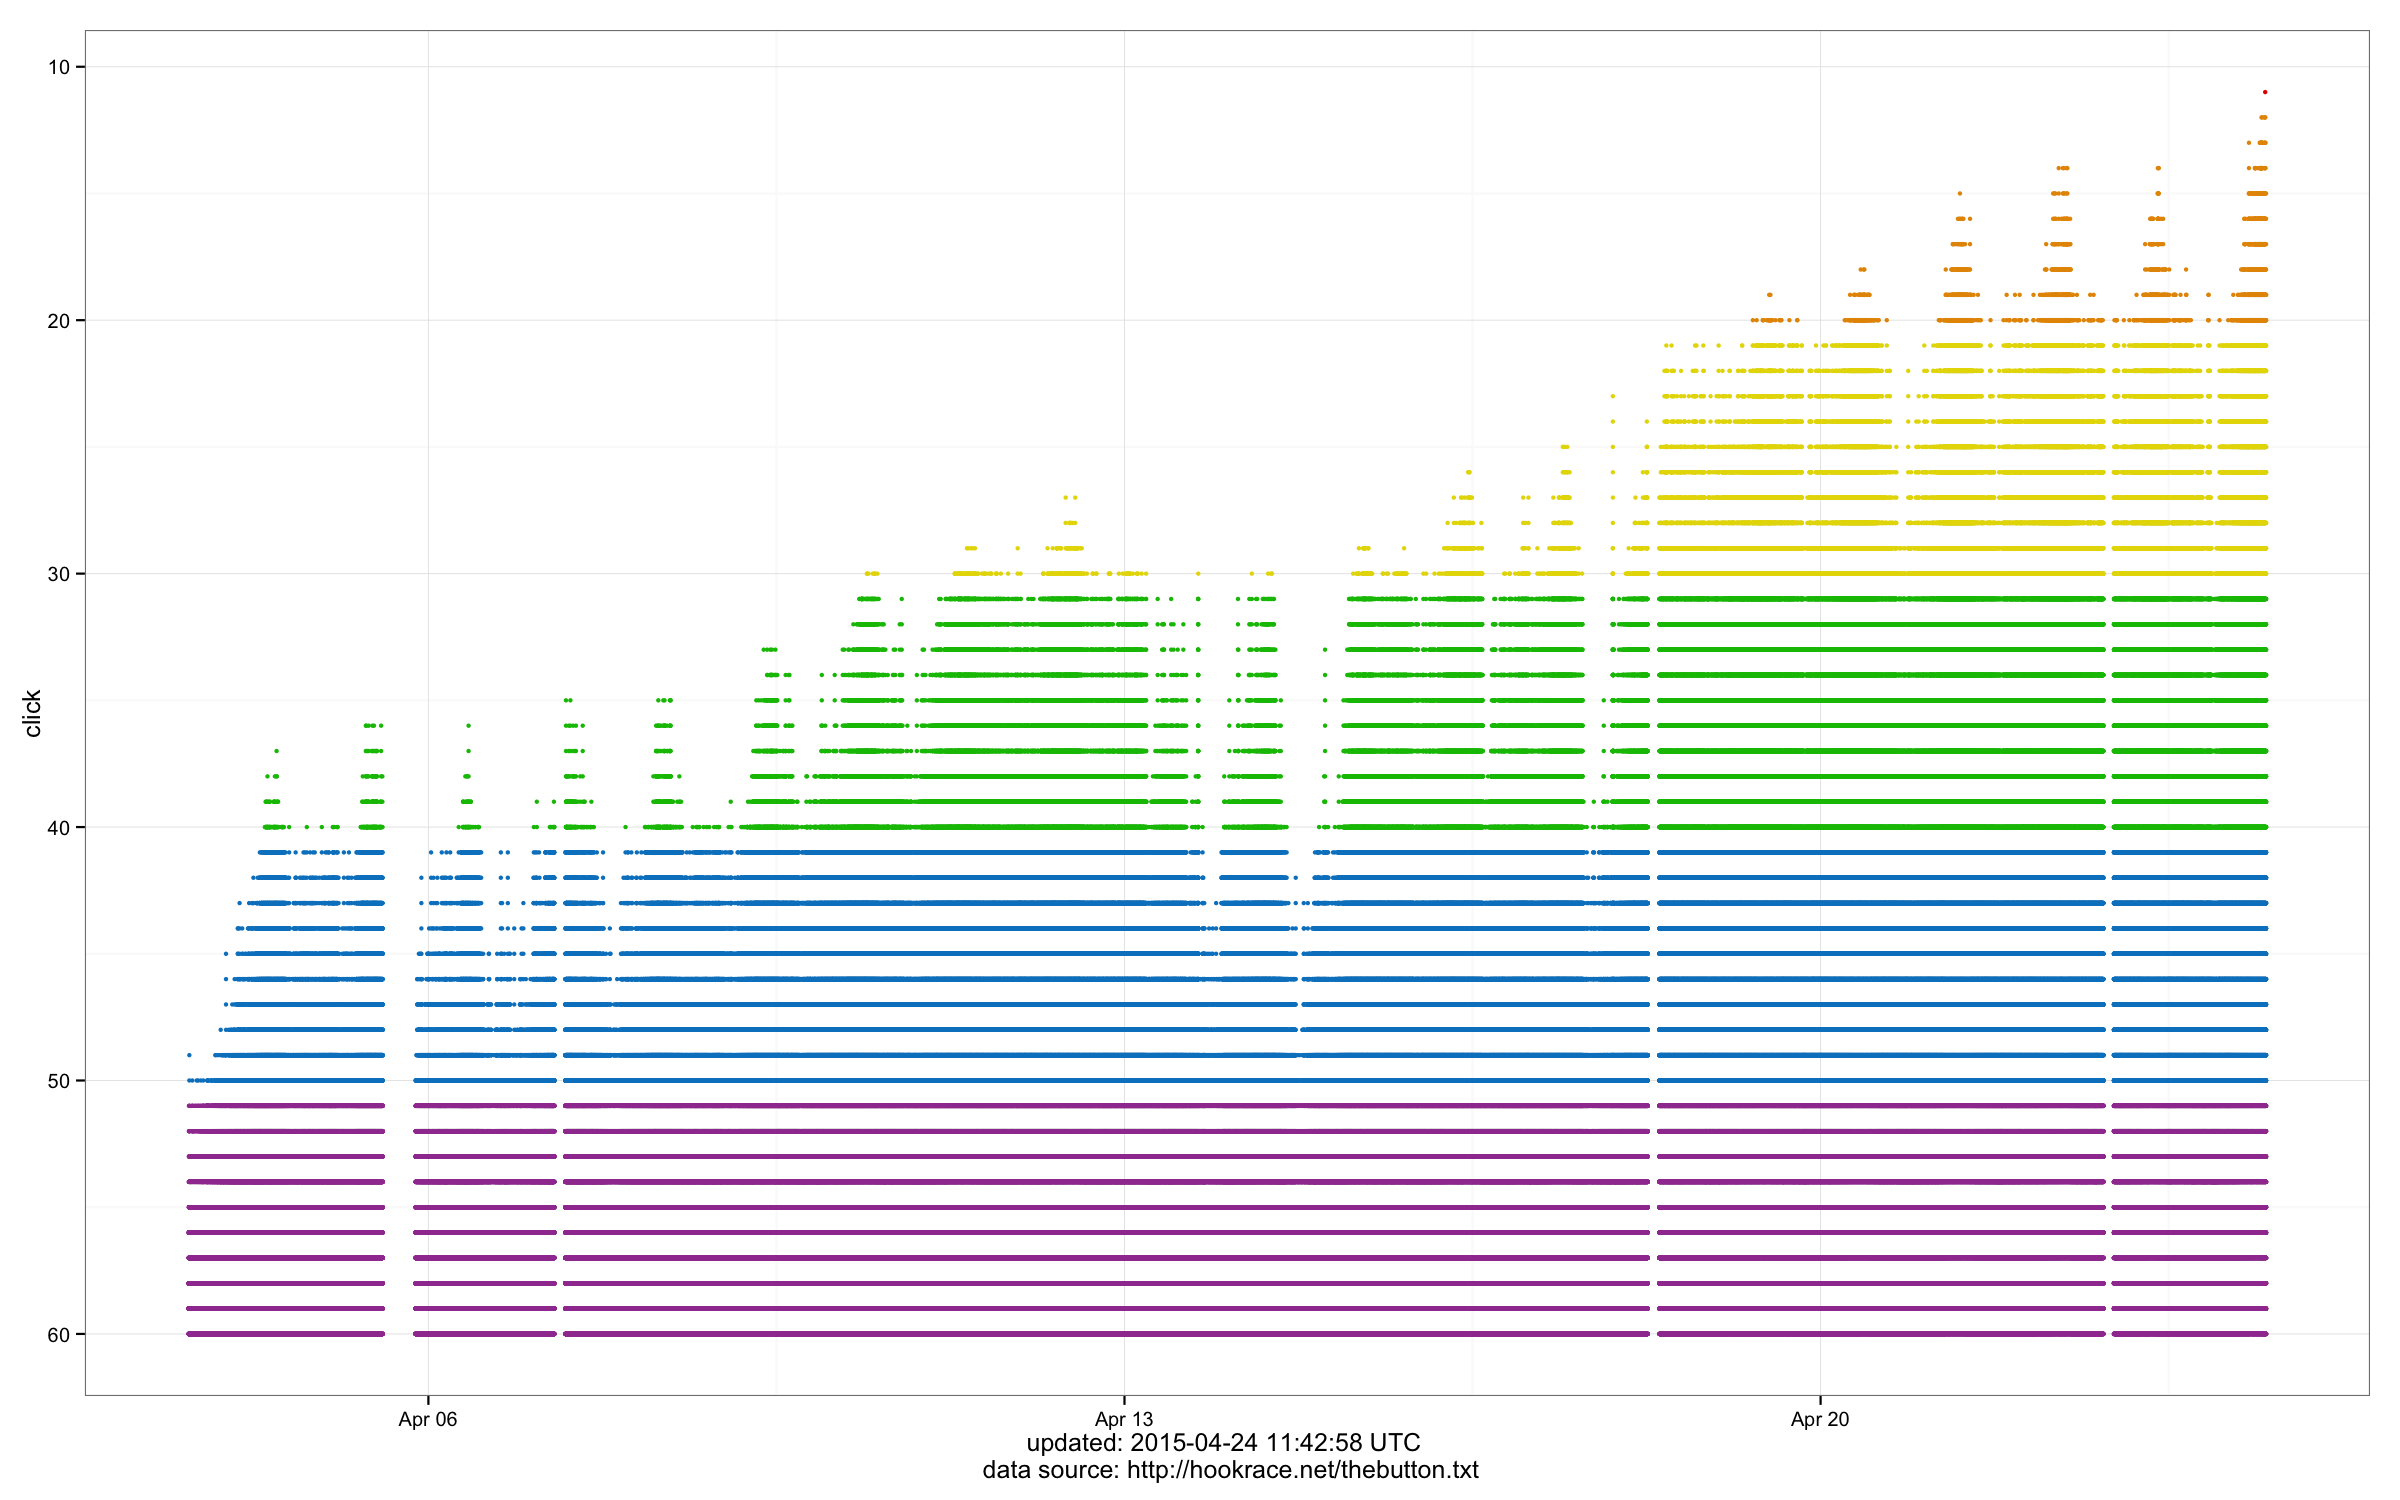 10
20
30
40
50
60
click
Apr 06
Apr 13
Apr 20
updated: 2015-04-24 11:42:58 UTC
data source: http://hookrace.net/thebutton.txt